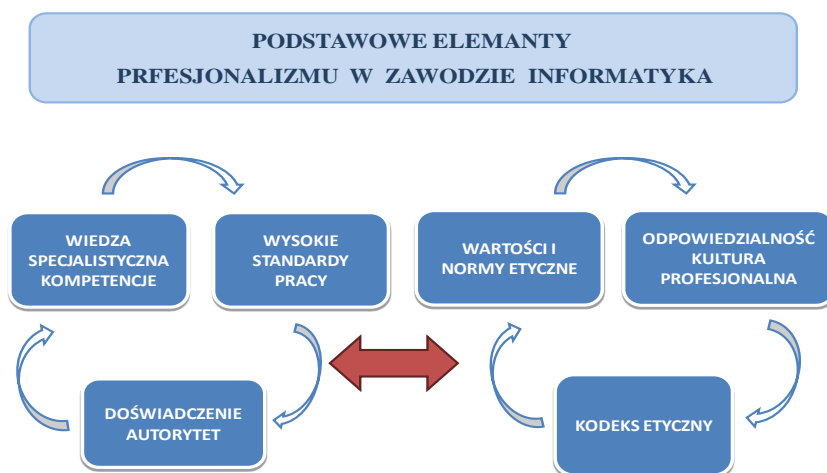 PODSTAWOWE ELEMANTY
PRFESJONALIZMU W ZAWODZIE INFORMATYKA
WIEDZA
SPECJALISTYCZNA
KOMPETENCJE
WYSOKIE
STANDARDY
PRACY
WARTOŚCI I
NORMY ETYCZNE
ODPOWIEDZIALNOŚĆ
KULTURA
PROFESJONALNA
DOŚWIADCZENIE
AUTORYTET
KODEKS ETYCZNY